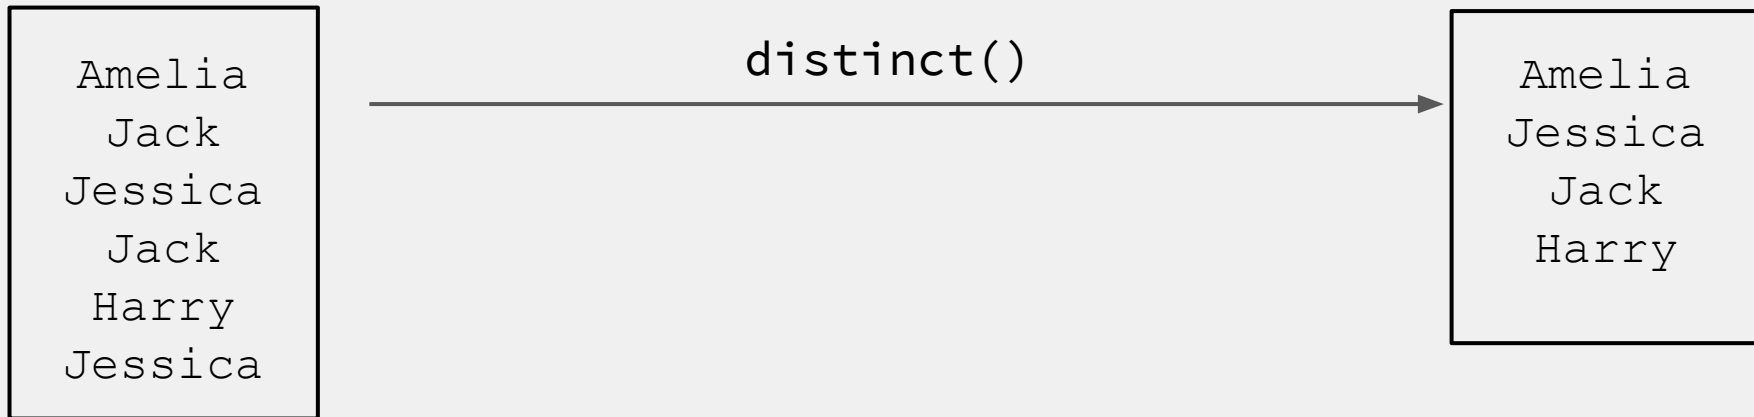 Amelia
Jack
Jessica
Jack
Harry
Jessica
distinct()
Amelia
Jessica
Jack
Harry